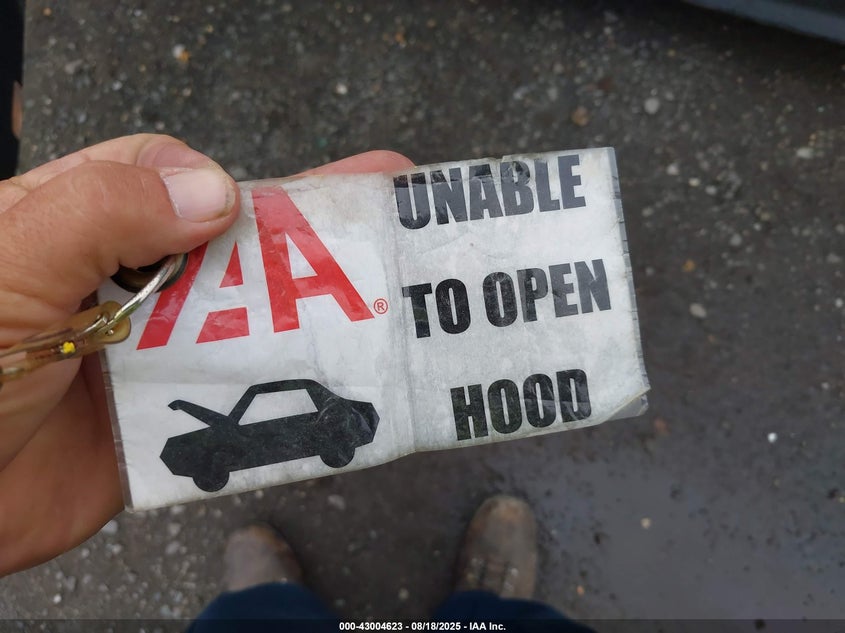 IAA®
UNABLE
TO OPEN
HOOD
000-43004623 - 08/18/2025 - IAA Inc.